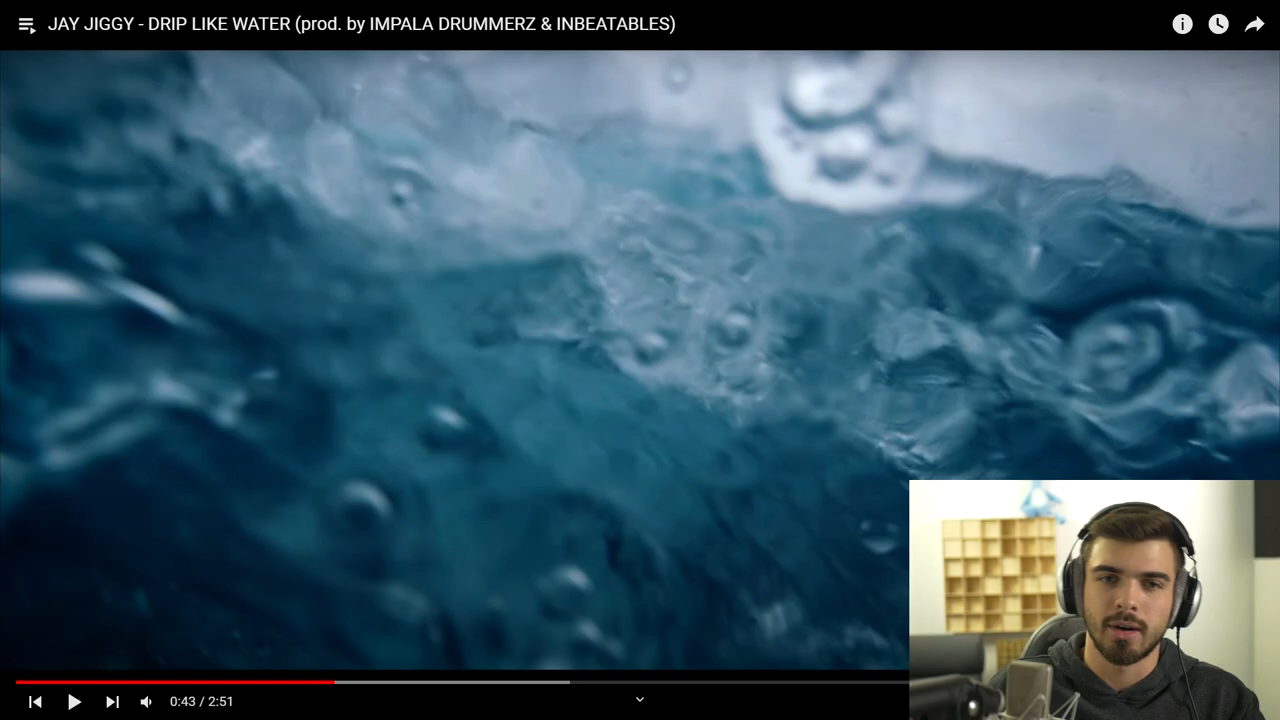 JAY JIGGY - DRIP LIKE WATER (prod. by IMPALA DRUMMERZ & INBEATABLES)
0:43 / 2:51